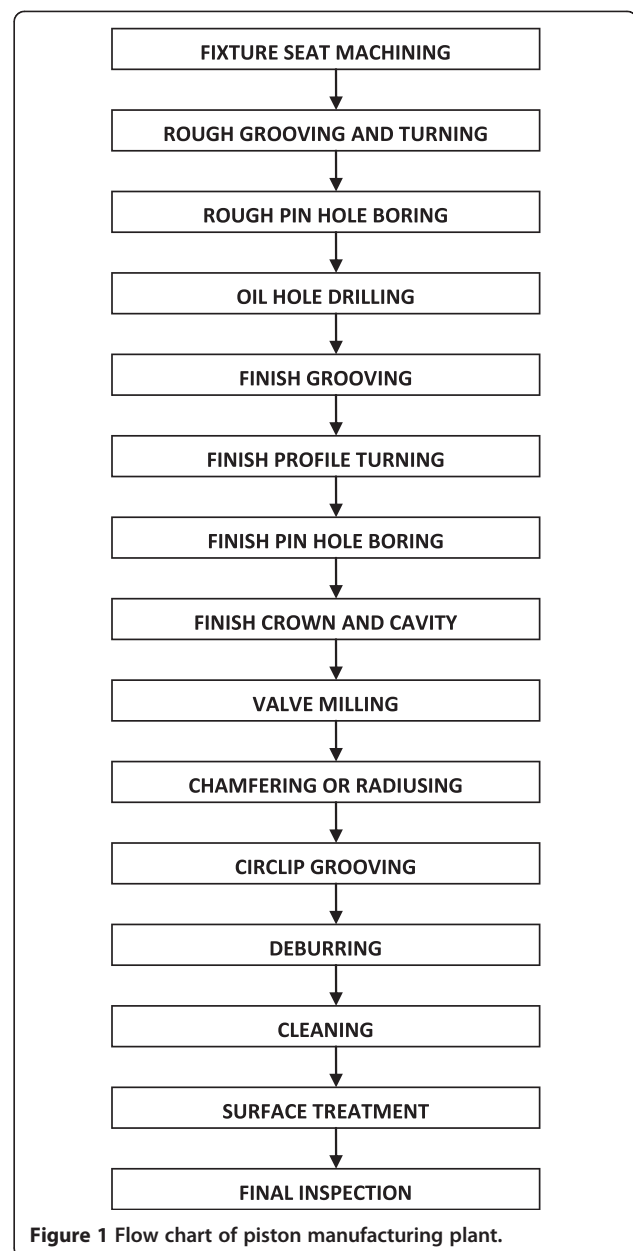 FIXTURE SEAT MACHINING
ROUGH GROOVING AND TURNING
ROUGH PIN HOLE BORING
OIL HOLE DRILLING
FINISH GROOVING
FINISH PROFILE TURNING
FINISH PIN HOLE BORING
FINISH CROWN AND CAVITY
VALVE MILLING
CHAMFERING OR RADIUSING
CIRCLIP GROOVING
DEBURRING
CLEANING
SURFACE TREATMENT
FINAL INSPECTION
Figure 1 Flow chart of piston manufacturing plant.